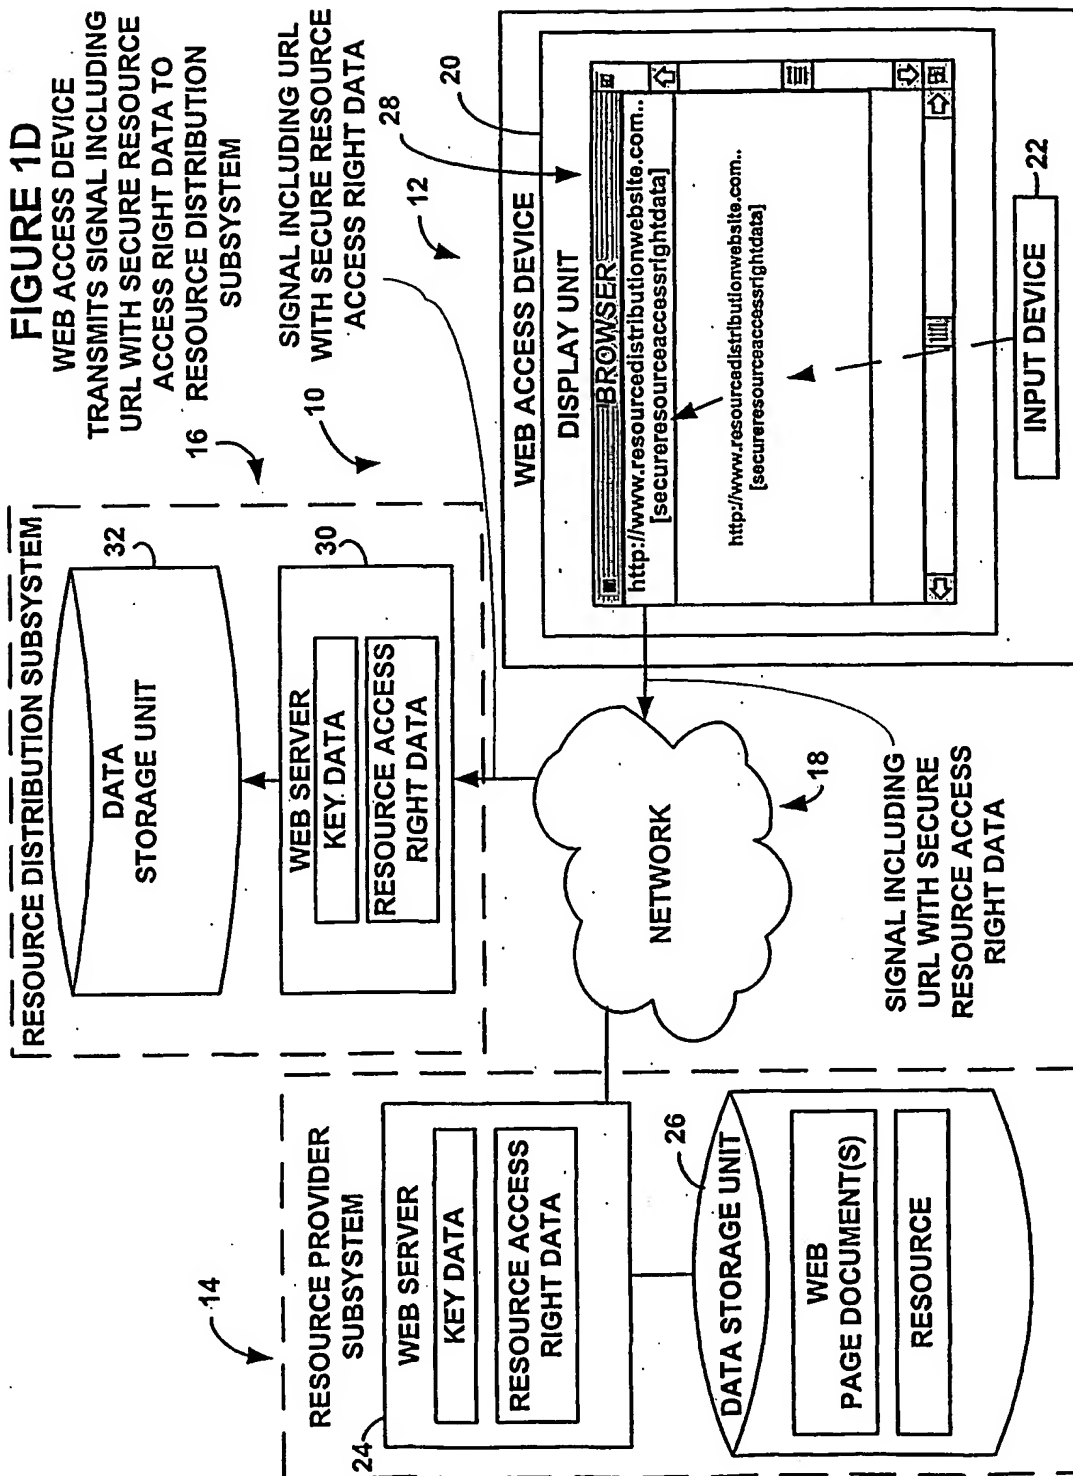 FIGURE 1D
WEB ACCESS DEVICE
TRANSMITS SIGNAL INCLUDING
URL WITH SECURE RESOURCE
ACCESS RIGHT DATA TO
RESOURCE DISTRIBUTION
SUBSYSTEM
16
10
SIGNAL INCLUDING URL
WITH SECURE RESOURCE
ACCESS RIGHT DATA
12
28
20
RESOURCE DISTRIBUTION SUBSYSTEM
32
DATA
STORAGE UNIT
30
WEB SERVER
KEY DATA
RESOURCE ACCESS
RIGHT DATA
WEB ACCESS DEVICE
DISPLAY UNIT
BROWSER
http://www.resourcedistributionwebsite.com..
[secureresourceaccessrightdata]
http://www.resourcedistributionwebsite.com..
[secureresourceaccessrightdata]
22
INPUT DEVICE
NETWORK
18
SIGNAL INCLUDING
URL WITH SECURE
RESOURCE ACCESS
RIGHT DATA
14
RESOURCE PROVIDER
SUBSYSTEM
24
WEB SERVER
KEY DATA
RESOURCE ACCESS
RIGHT DATA
26
DATA STORAGE UNIT
WEB
PAGE DOCUMENT(S)
RESOURCE